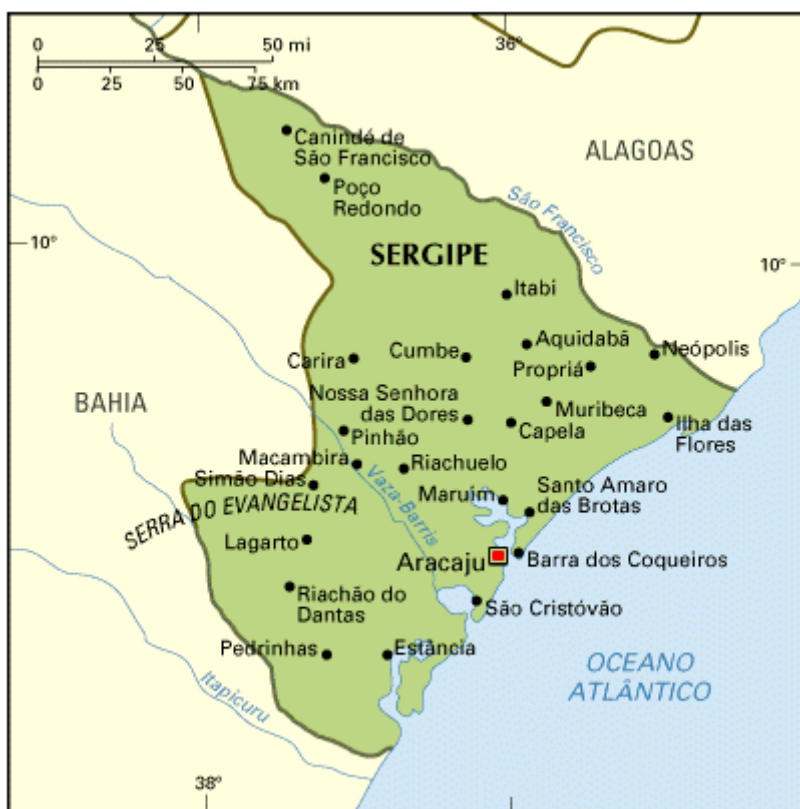 0 25 50 mi
0 25 50 75 km
36°
Canindé de
São Francisco
ALAGOAS
Poço
Redondo
São Francisco
10°
SERGIPE
10°
Itabi
Aquidabã
Neópolis
Carira
Cumbe
Propriá
BAHIA
Nossa Senhora
das Dores
Muribeca
Ilha das
Flores
Pinhão
Capela
Macambira
Riachuelo
Simão Dias
Vaza-Barris
Maruim
Santo Amaro
das Brotas
SERRA DO EVANGELISTA
Lagarto
Aracaju
Barra dos Coqueiros
Riachão do
Dantas
São Cristóvão
Pedrinhas
Estância
OCEANO
ATLÂNTICO
Itapicuru
38°